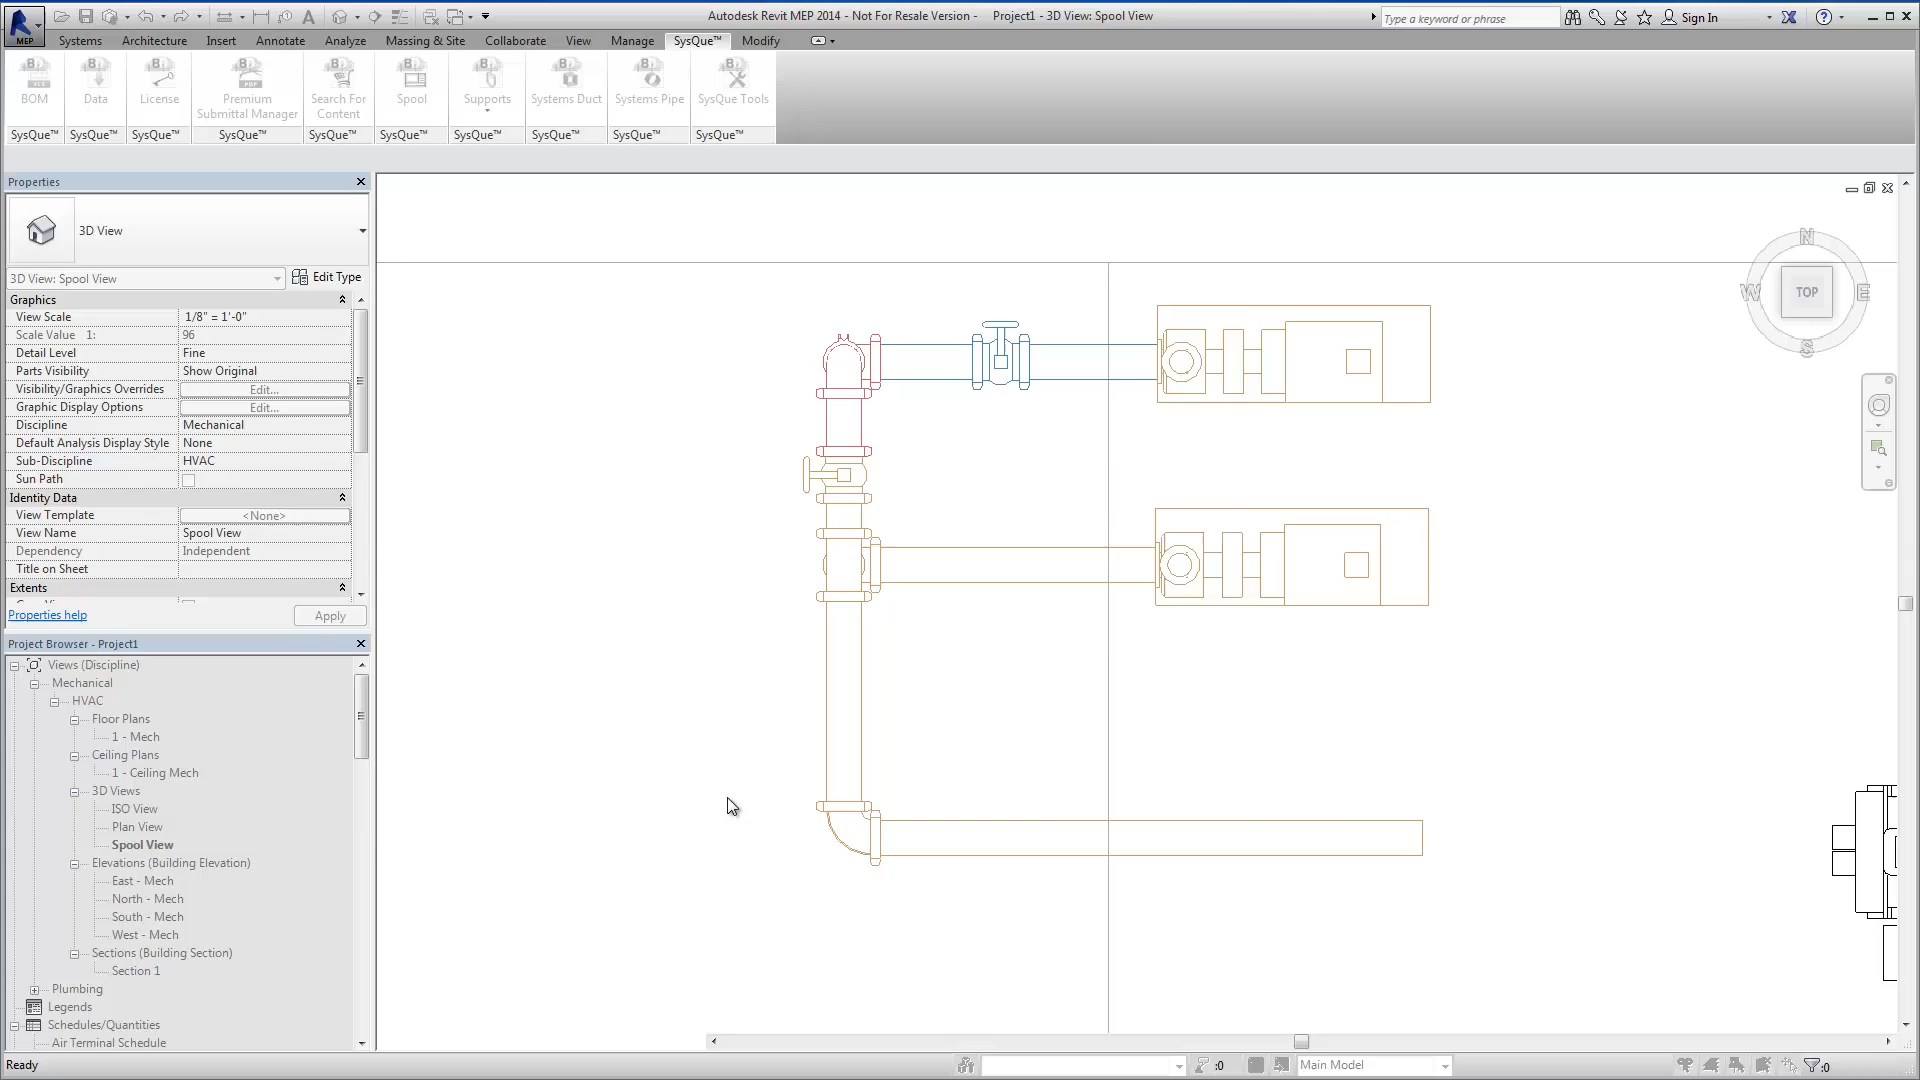 Autodesk Revit MEP 2014 - Not For Resale Version - Project1 - 3D View: Spool View
Type a keyword or phrase
Sign In
MEP
Systems Architecture Insert Annotate Analyze Massing & Site Collaborate View Manage SysQue™ Modify
BOM
Data
License
Premium
Submittal Manager
Search For
Content
Spool
Supports
Systems Duct
Systems Pipe
SysQue Tools
SysQue™ SysQue™ SysQue™ SysQue™ SysQue™ SysQue™ SysQue™ SysQue™ SysQue™ SysQue™
Properties
3D View
3D View: Spool View
Edit Type
Graphics
View Scale 1/8" = 1'-0"
Scale Value 1: 96
Detail Level Fine
Parts Visibility Show Original
Visibility/Graphics Overrides Edit...
Graphic Display Options Edit...
Discipline Mechanical
Default Analysis Display Style None
Sub-Discipline HVAC
Sun Path
Identity Data
View Template <None>
View Name Spool View
Dependency Independent
Title on Sheet
Extents
Properties help
Apply
Project Browser - Project1
Views (Discipline)
Mechanical
HVAC
Floor Plans
1 - Mech
Ceiling Plans
1 - Ceiling Mech
3D Views
ISO View
Plan View
Spool View
Elevations (Building Elevation)
East - Mech
North - Mech
South - Mech
West - Mech
Sections (Building Section)
Section 1
Plumbing
Legends
Schedules/Quantities
Air Terminal Schedule
N
W TOP E
S
Ready
:0
Main Model
:0